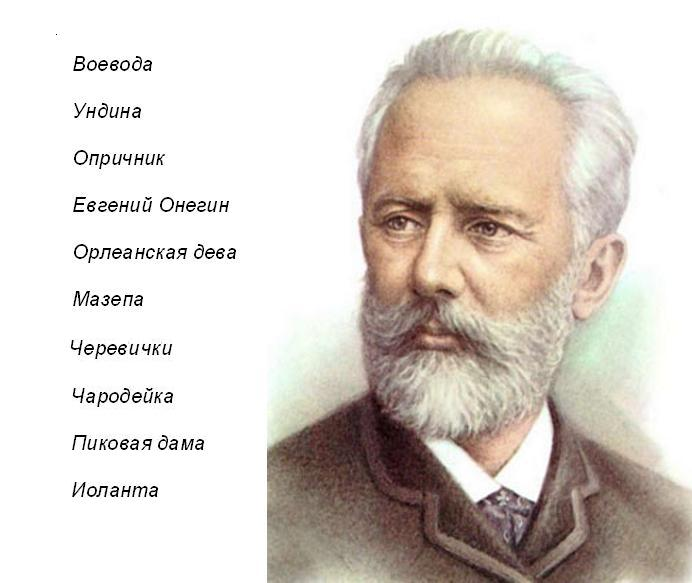 Воевода
Ундина
Опричник
Евгений Онегин
Орлеанская дева
Мазепа
Черевички
Чародейка
Пиковая дама
Иоланта